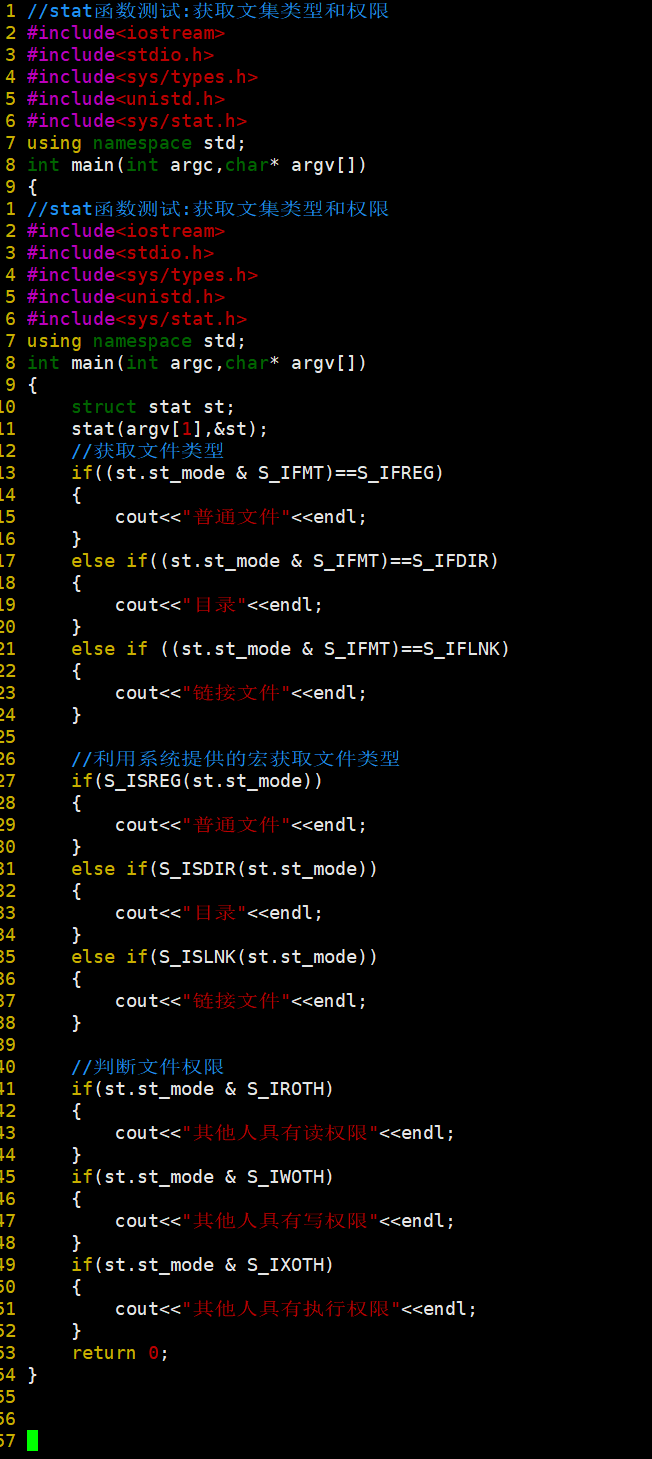 1 //stat函数测试:获取文集类型和权限
2 #include<iostream>
3 #include<stdio.h>
4 #include<sys/types.h>
5 #include<unistd.h>
6 #include<sys/stat.h>
7 using namespace std;
8 int main(int argc,char* argv[])
9 {
1 //stat函数测试:获取文集类型和权限
2 #include<iostream>
3 #include<stdio.h>
4 #include<sys/types.h>
5 #include<unistd.h>
6 #include<sys/stat.h>
7 using namespace std;
8 int main(int argc,char* argv[])
9 {
10     struct stat st;
11     stat(argv[1],&st);
12     //获取文件类型
13     if((st.st_mode & S_IFMT)==S_IFREG)
14     {
15         cout<<"普通文件"<<endl;
16     }
17     else if((st.st_mode & S_IFMT)==S_IFDIR)
18     {
19         cout<<"目录"<<endl;
20     }
21     else if ((st.st_mode & S_IFMT)==S_IFLNK)
22     {
23         cout<<"链接文件"<<endl;
24     }
25
26     //利用系统提供的宏获取文件类型
27     if(S_ISREG(st.st_mode))
28     {
29         cout<<"普通文件"<<endl;
30     }
31     else if(S_ISDIR(st.st_mode))
32     {
33         cout<<"目录"<<endl;
34     }
35     else if(S_ISLNK(st.st_mode))
36     {
37         cout<<"链接文件"<<endl;
38     }
39
40     //判断文件权限
41     if(st.st_mode & S_IROTH)
42     {
43         cout<<"其他人具有读权限"<<endl;
44     }
45     if(st.st_mode & S_IWOTH)
46     {
47         cout<<"其他人具有写权限"<<endl;
48     }
49     if(st.st_mode & S_IXOTH)
50     {
51         cout<<"其他人具有执行权限"<<endl;
52     }
53     return 0;
54 }
55
56
57